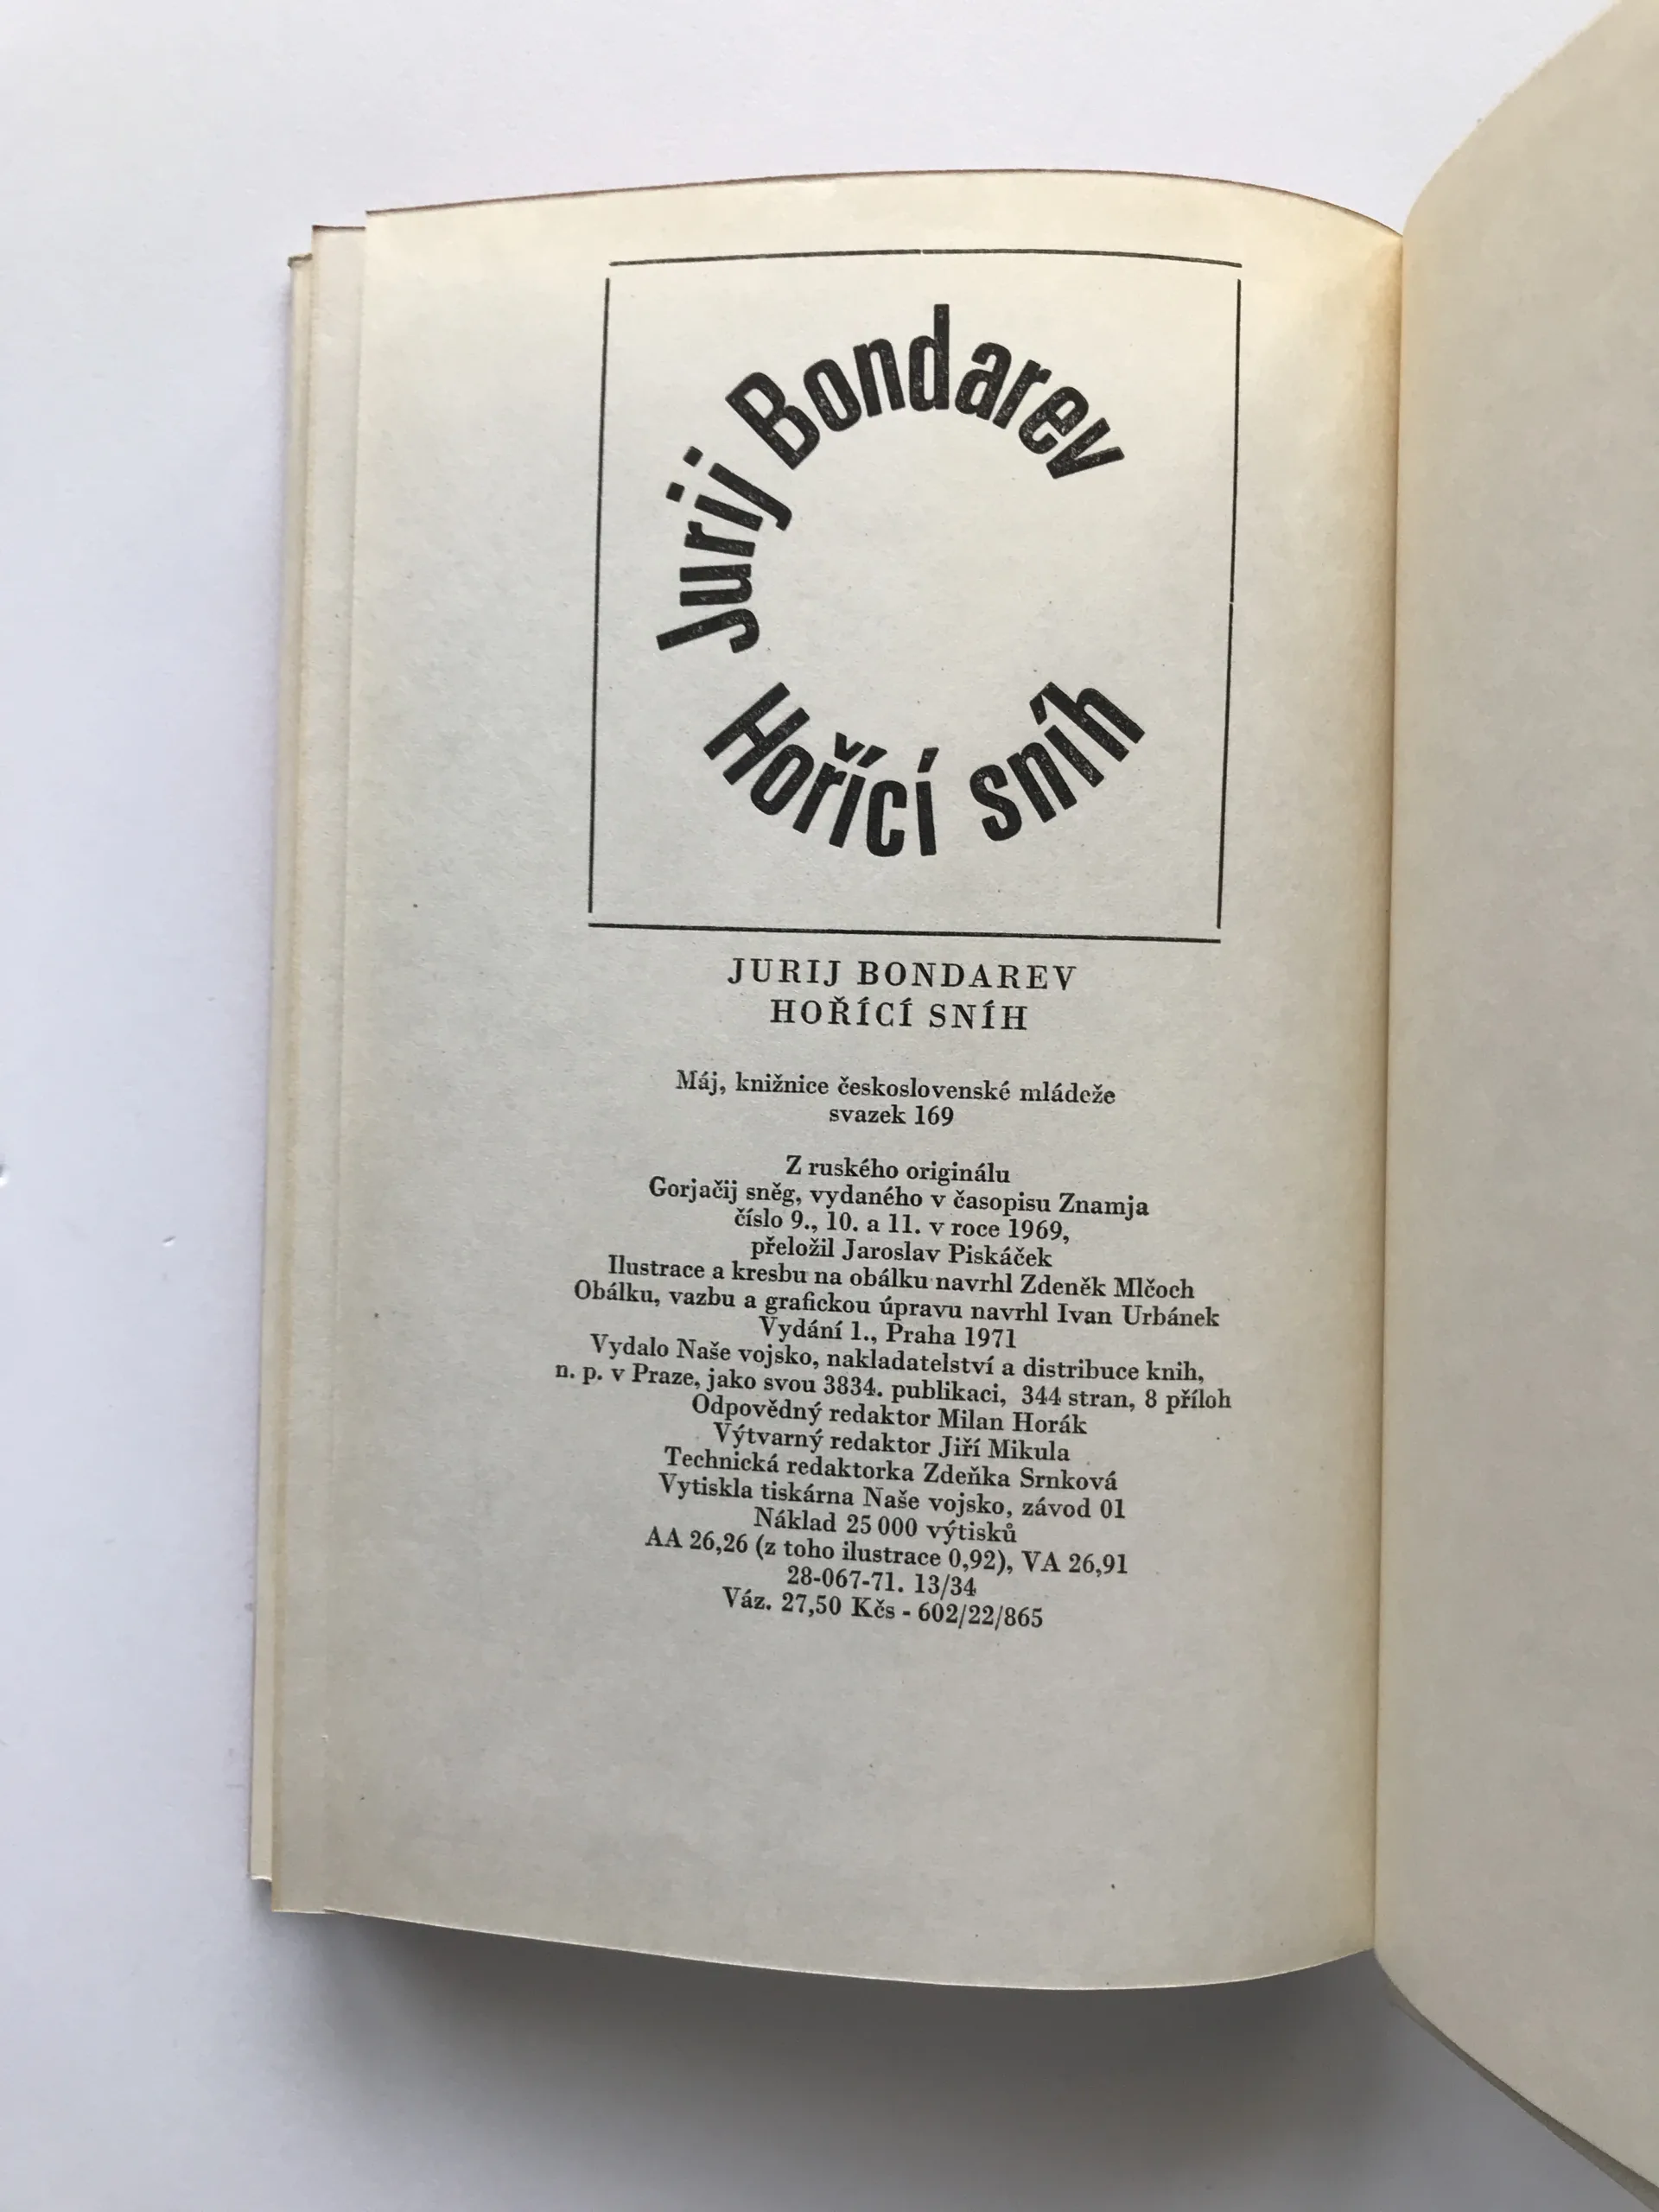 Jurij Bondarev
Hořící sníh
JURIJ BONDAREV
HOŘÍCÍ SNÍH
Máj, knižnice československé mládeže
svazek 169
Z ruského originálu
Gorjačij sněg, vydaného v časopisu Znamja
číslo 9., 10. a 11. v roce 1969,
přeložil Jaroslav Piskáček
Ilustrace a kresbu na obálku navrhl Zdeněk Mlčoch
Obálku, vazbu a grafickou úpravu navrhl Ivan Urbánek
Vydání 1., Praha 1971
Vydalo Naše vojsko, nakladatelství a distribuce knih,
n. p. v Praze, jako svou 3834. publikaci, 344 stran, 8 příloh
Odpovědný redaktor Milan Horák
Výtvarný redaktor Jiří Mikula
Technická redaktorka Zdeňka Srnková
Vytiskla tiskárna Naše vojsko, závod 01
Náklad 25 000 výtisků
AA 26,26 (z toho ilustrace 0,92), VA 26,91
28-067-71. 13/34
Váz. 27,50 Kčs - 602/22/865